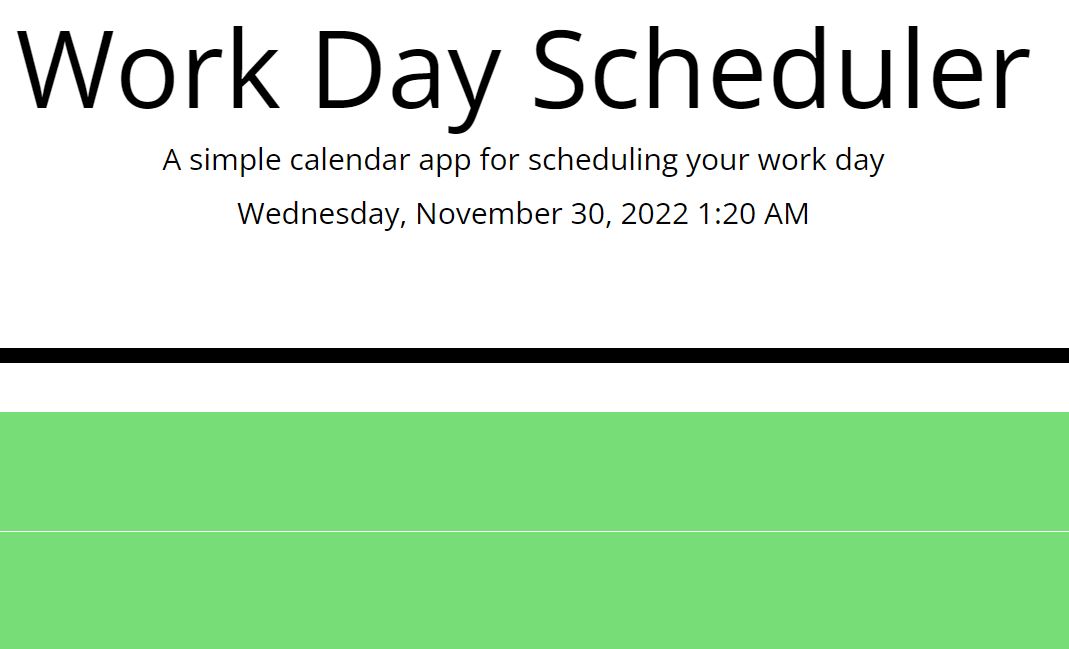 Work Day Scheduler
A simple calendar app for scheduling your work day
Wednesday, November 30, 2022 1:20 AM